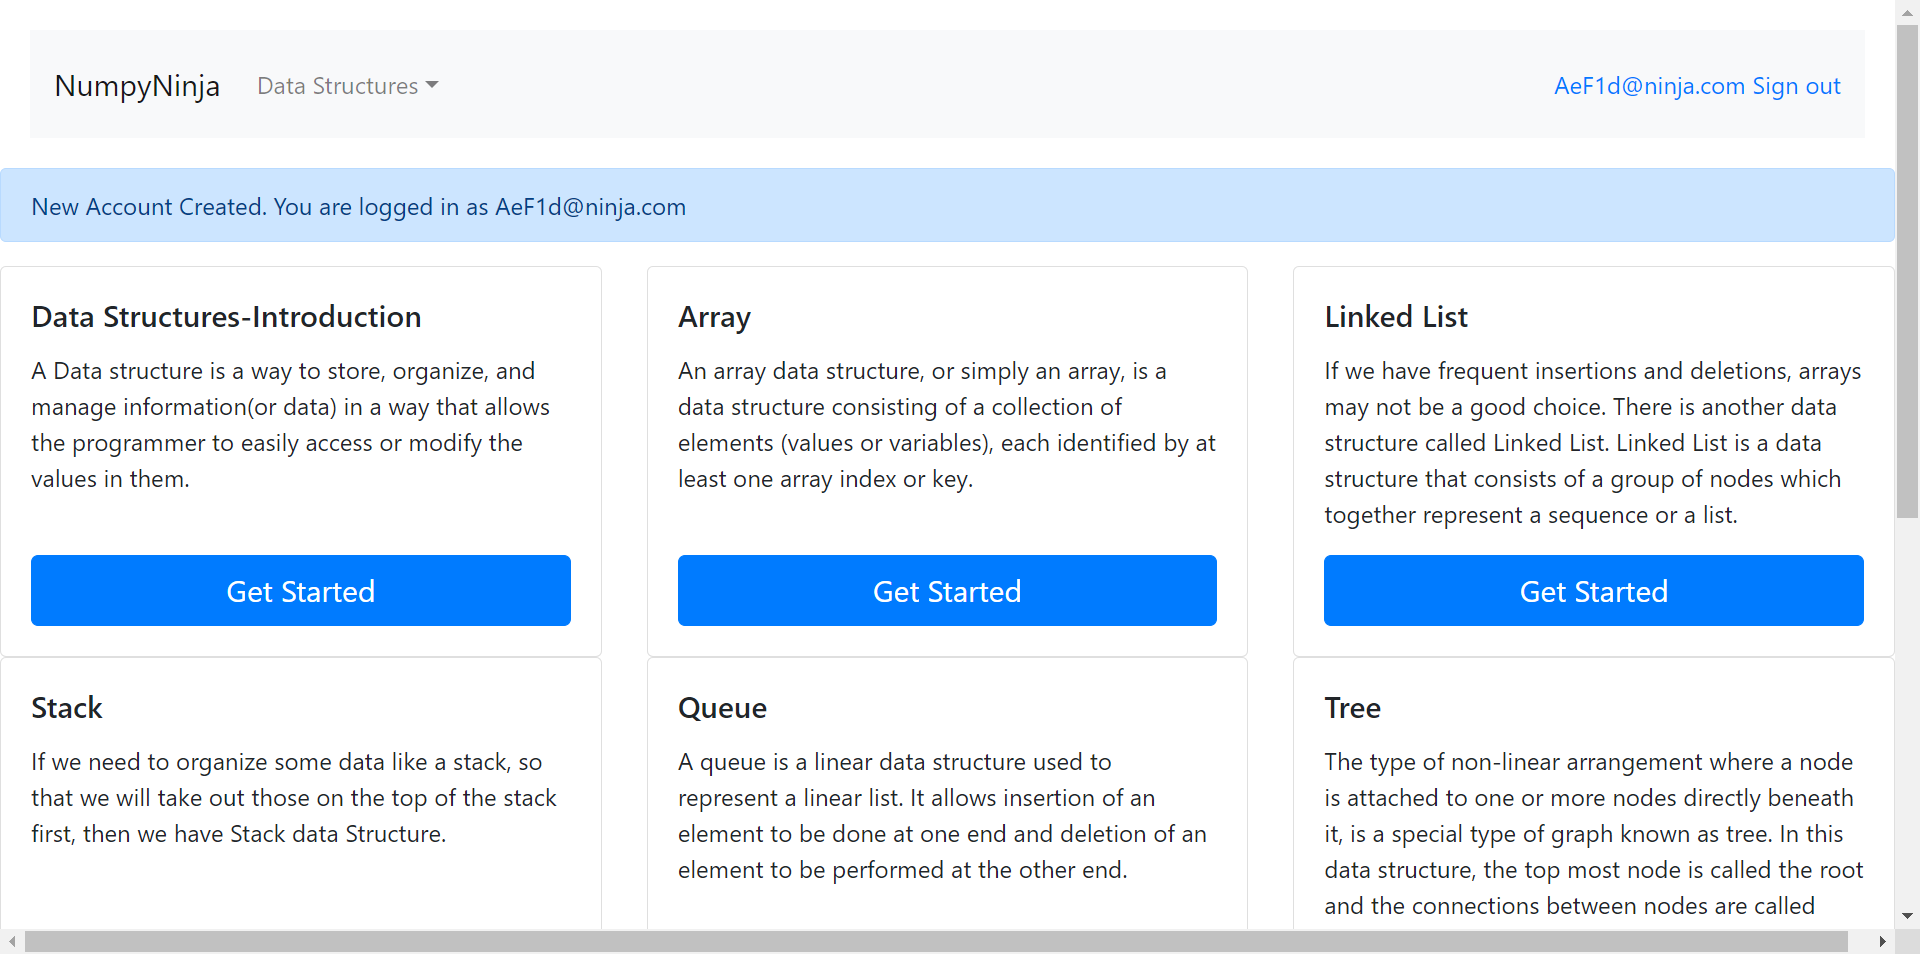 NumpyNinja
Data Structures
AeF1d@ninja.com Sign out
New Account Created. You are logged in as AeF1d@ninja.com
Data Structures-Introduction
A Data structure is a way to store, organize, and
manage information(or data) in a way that allows
the programmer to easily access or modify the
values in them.
Get Started
Array
An array data structure, or simply an array, is a
data structure consisting of a collection of
elements (values or variables), each identified by at
least one array index or key.
Get Started
Linked List
If we have frequent insertions and deletions, arrays
may not be a good choice. There is another data
structure called Linked List. Linked List is a data
structure that consists of a group of nodes which
together represent a sequence or a list.
Get Started
Stack
If we need to organize some data like a stack, so
that we will take out those on the top of the stack
first, then we have Stack data Structure.
Queue
A queue is a linear data structure used to
represent a linear list. It allows insertion of an
element to be done at one end and deletion of an
element to be performed at the other end.
Tree
The type of non-linear arrangement where a node
is attached to one or more nodes directly beneath
it, is a special type of graph known as tree. In this
data structure, the top most node is called the root
and the connections between nodes are called